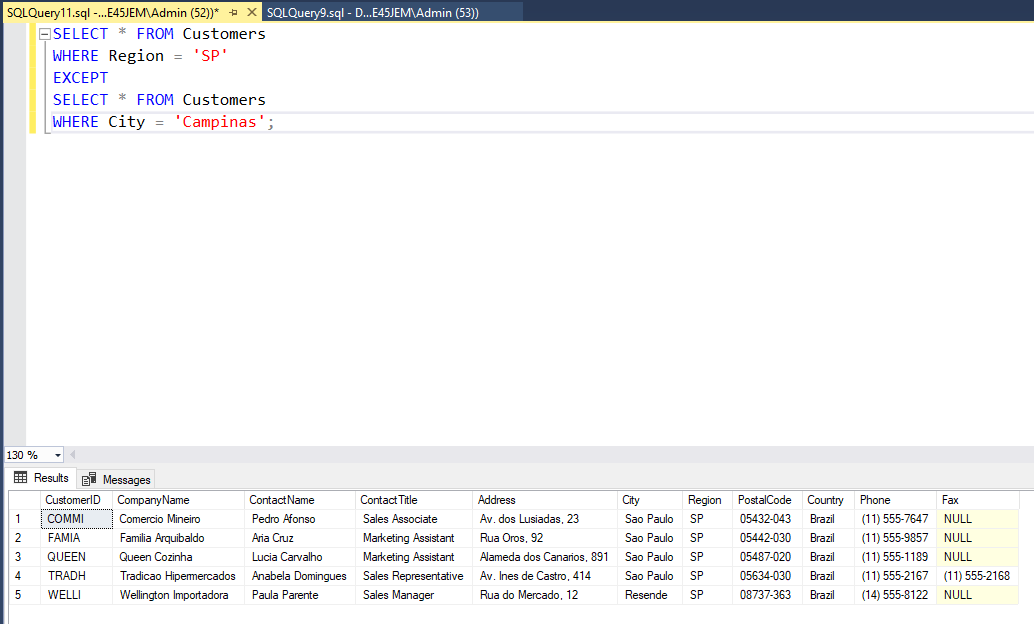 SQLQuery11.sql -...E45JEM\Admin (52))* SQLQuery9.sql - D...E45JEM\Admin (53))
SELECT * FROM Customers
WHERE Region = 'SP'
EXCEPT
SELECT * FROM Customers
WHERE City = 'Campinas';
130 %
Results Messages
CustomerID CompanyName ContactName ContactTitle Address City Region PostalCode Country Phone Fax
1 COMMI Comercio Mineiro Pedro Afonso Sales Associate Av. dos Lusiadas, 23 Sao Paulo SP 05432-043 Brazil (11) 555-7647 NULL
2 FAMIA Familia Arquibaldo Aria Cruz Marketing Assistant Rua Oros, 92 Sao Paulo SP 05442-030 Brazil (11) 555-9857 NULL
3 QUEEN Queen Cozinha Lucia Carvalho Marketing Assistant Alameda dos Canarios, 891 Sao Paulo SP 05487-020 Brazil (11) 555-1189 NULL
4 TRADH Tradicao Hipermercados Anabela Domingues Sales Representative Av. Ines de Castro, 414 Sao Paulo SP 05634-030 Brazil (11) 555-2167 (11) 555-2168
5 WELLI Wellington Importadora Paula Parente Sales Manager Rua do Mercado, 12 Resende SP 08737-363 Brazil (14) 555-8122 NULL